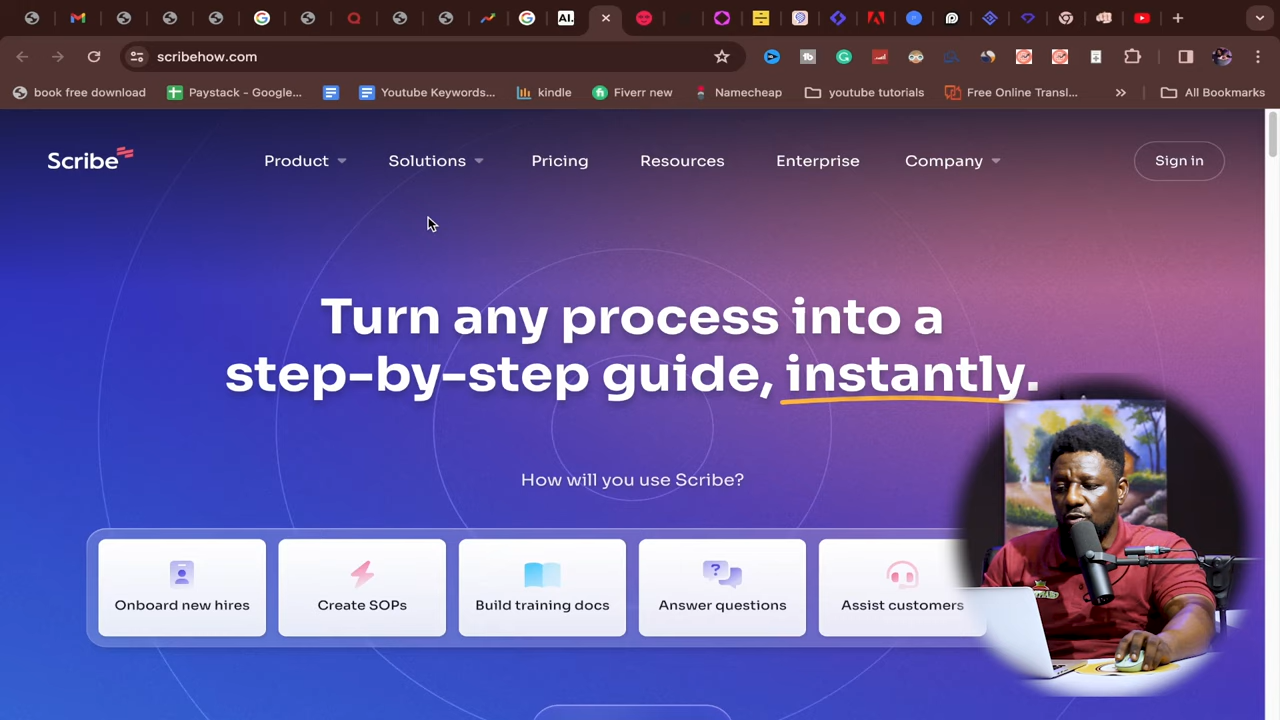 AI.
scribehow.com
book free download
Paystack - Google...
Youtube Keywords...
kindle
Fiverr new
Namecheap
youtube tutorials
Free Online Transl...
All Bookmarks
Scribe
Product
Solutions
Pricing
Resources
Enterprise
Company
Sign in
Turn any process into a
step-by-step guide, instantly.
How will you use Scribe?
Onboard new hires
Create SOPs
Build training docs
Answer questions
Assist customers